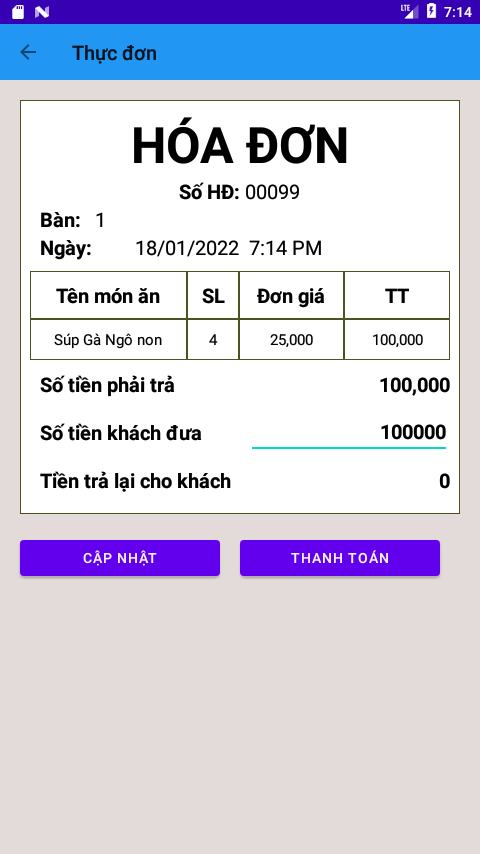 LTE 7:14
Thực đơn
HÓA ĐƠN
Số HĐ: 00099
Bàn: 1
Ngày: 18/01/2022 7:14 PM
Tên món ăn SL Đơn giá TT
Súp Gà Ngô non 4 25,000 100,000
Số tiền phải trả 100,000
Số tiền khách đưa 100000
Tiền trả lại cho khách 0
CẬP NHẬT THANH TOÁN